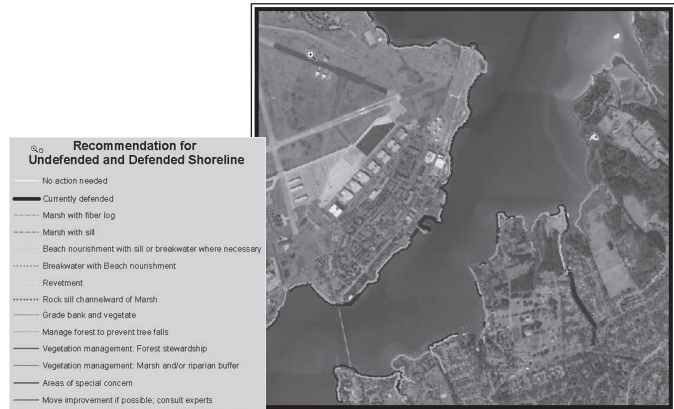 Recommendation for
Undefended and Defended Shoreline
No action needed
Currently defended
Marsh with fiber log
Marsh with sill
Beach nourishment with sill or breakwater where necessary
Breakwater with Beach nourishment
Revetment
Rock sill channelward of Marsh
Grade bank and vegetate
Manage forest to prevent tree falls
Vegetation management: Forest stewardship
Vegetation management: Marsh and/or riparian buffer
Areas of special concern
Move improvement if possible; consult experts